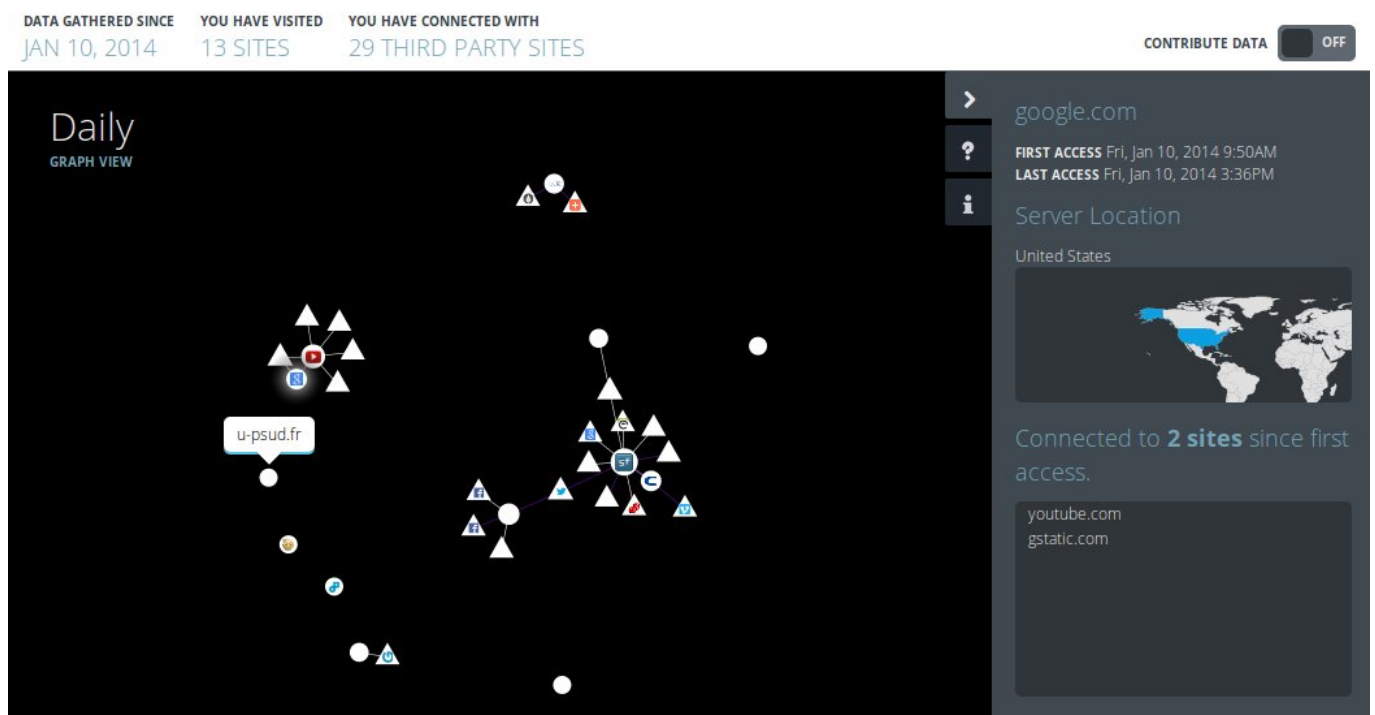 DATA GATHERED SINCE
JAN 10, 2014
YOU HAVE VISITED
13 SITES
YOU HAVE CONNECTED WITH
29 THIRD PARTY SITES
CONTRIBUTE DATA
OFF
Daily
GRAPH VIEW
u-psud.fr
google.com
FIRST ACCESS Fri, Jan 10, 2014 9:50AM
LAST ACCESS Fri, Jan 10, 2014 3:36PM
Server Location
United States
Connected to 2 sites since first
access.
youtube.com
gstatic.com